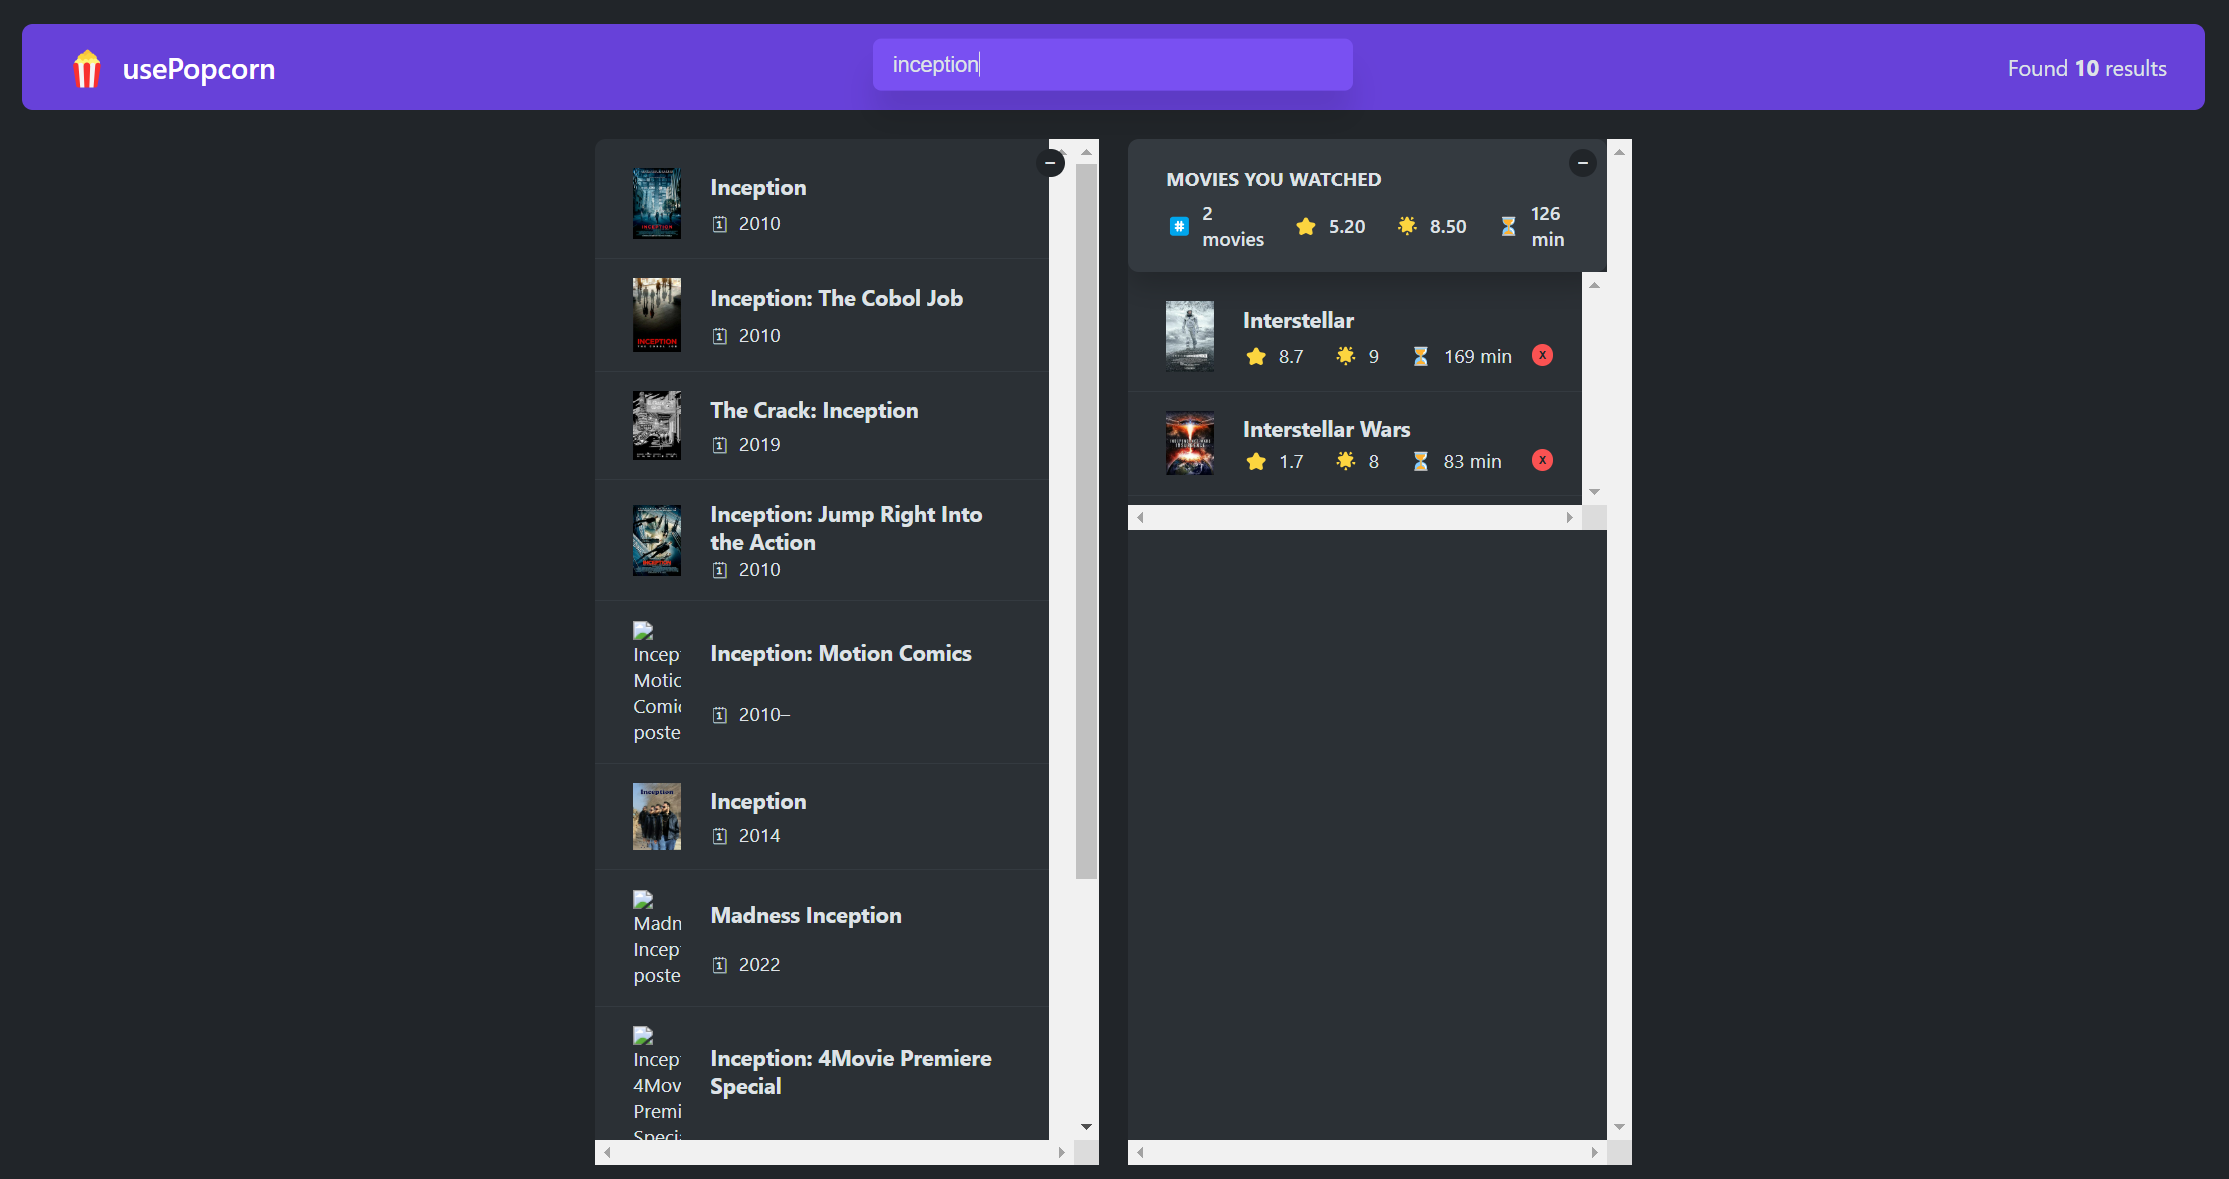 usePopcorn
inception
Found 10 results
Inception
2010
Inception: The Cobol Job
2010
The Crack: Inception
2019
Inception: Jump Right Into
the Action
2010
Incep
Motic
Comi
poste
Inception: Motion Comics
2010–
Inception
2014
Madn
Incep
poste
Madness Inception
2022
Incep
4Mov
Premi
Speci
Inception: 4Movie Premiere
Special
MOVIES YOU WATCHED
2
movies
5.20
8.50
126
min
Interstellar
8.7
9
169 min
X
Interstellar Wars
1.7
8
83 min
X